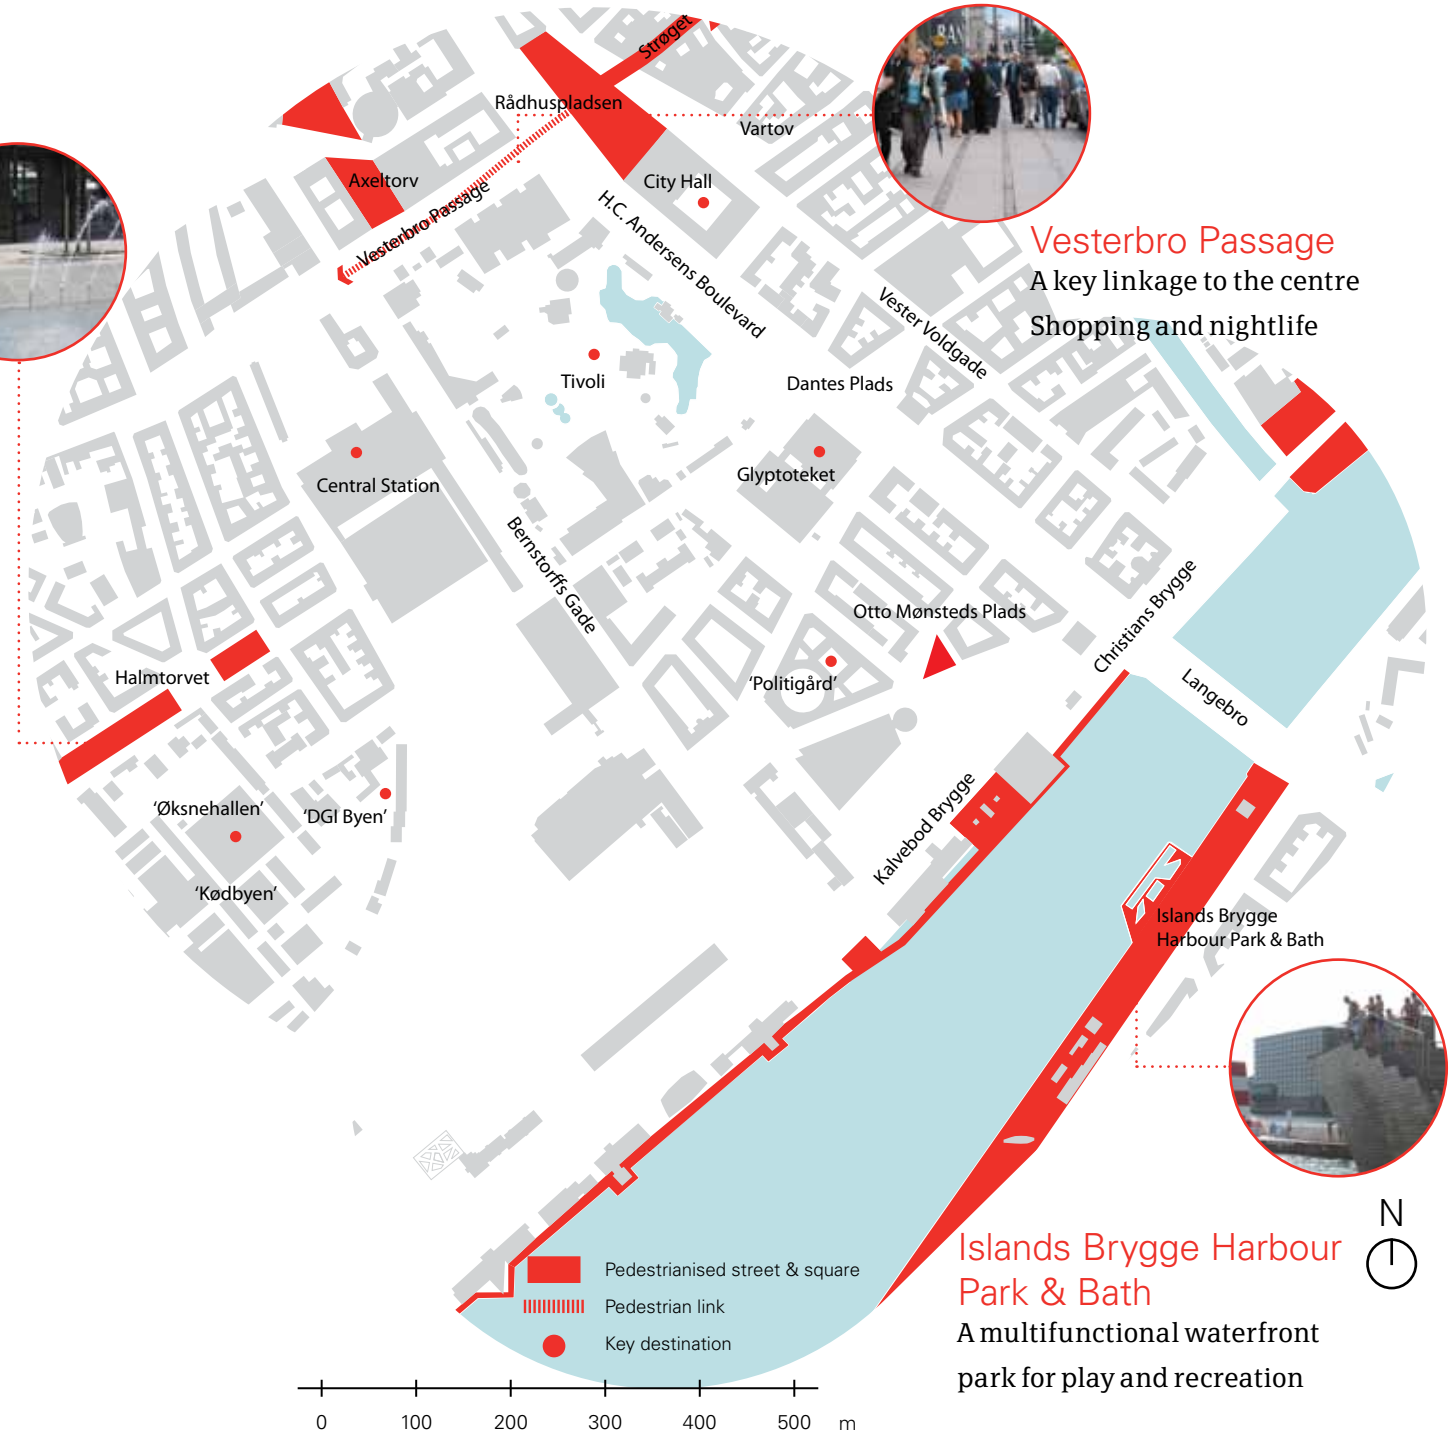 Strøget
RAN
Rådhuspladsen
Vartov
Axeltorv
City Hall
Vesterbro Passage
H.C. Andersens Boulevard
Vesterbro Passage
A key linkage to the centre
Shopping and nightlife
Vester Voldgade
Tivoli
Dantes Plads
Central Station
Glyptoteket
Bernstorffs Gade
Christians Brygge
Otto Mønsteds Plads
Halmtorvet
'Politigård'
Langebro
'Øksnehallen'
'DGI Byen'
Kalvebod Brygge
'Kødbyen'
Islands Brygge
Harbour Park & Bath
N
Islands Brygge Harbour
Park & Bath
A multifunctional waterfront
park for play and recreation
Pedestrianised street & square
Pedestrian link
Key destination
0 100 200 300 400 500 m